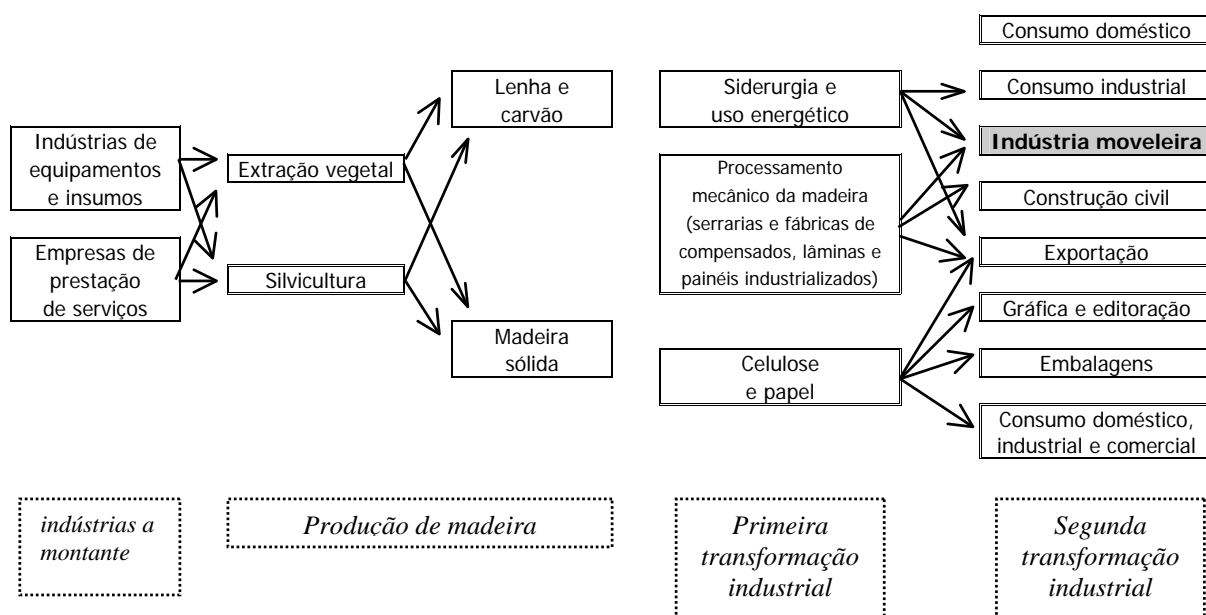 Indústrias de
equipamentos
e insumos
Empresas de
prestação
de serviços
Extração vegetal
Silvicultura
Lenha e
carvão
Madeira
sólida
Siderurgia e
uso energético
Processamento
mecânico da madeira
(serrarias e fábricas de
compensados, lâminas e
painéis industrializados)
Celulose
e papel
Consumo doméstico
Consumo industrial
Indústria moveleira
Construção civil
Exportação
Gráfica e editoração
Embalagens
Consumo doméstico,
industrial e comercial
indústrias a
montante
Produção de madeira
Primeira
transformação
industrial
Segunda
transformação
industrial